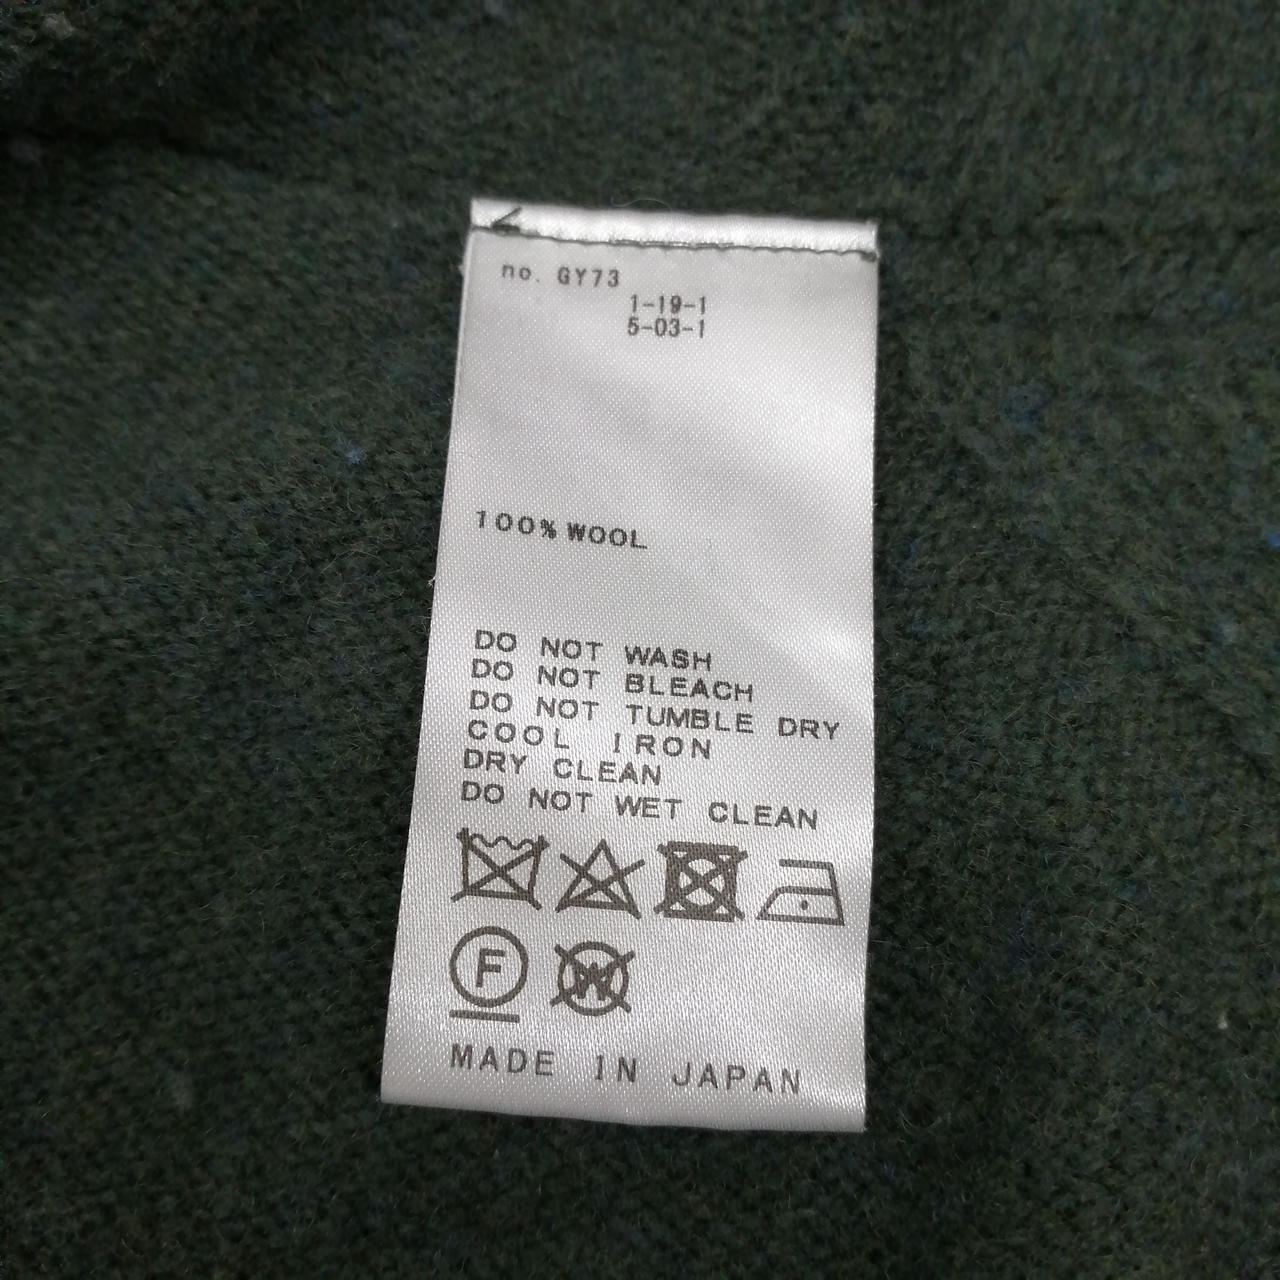 no. GY73
1-19-1
5-03-1
100% WOOL
DO NOT WASH
DO NOT BLEACH
DO NOT TUMBLE DRY
COOL IRON
DRY CLEAN
DO NOT WET CLEAN
F W
MADE IN JAPAN